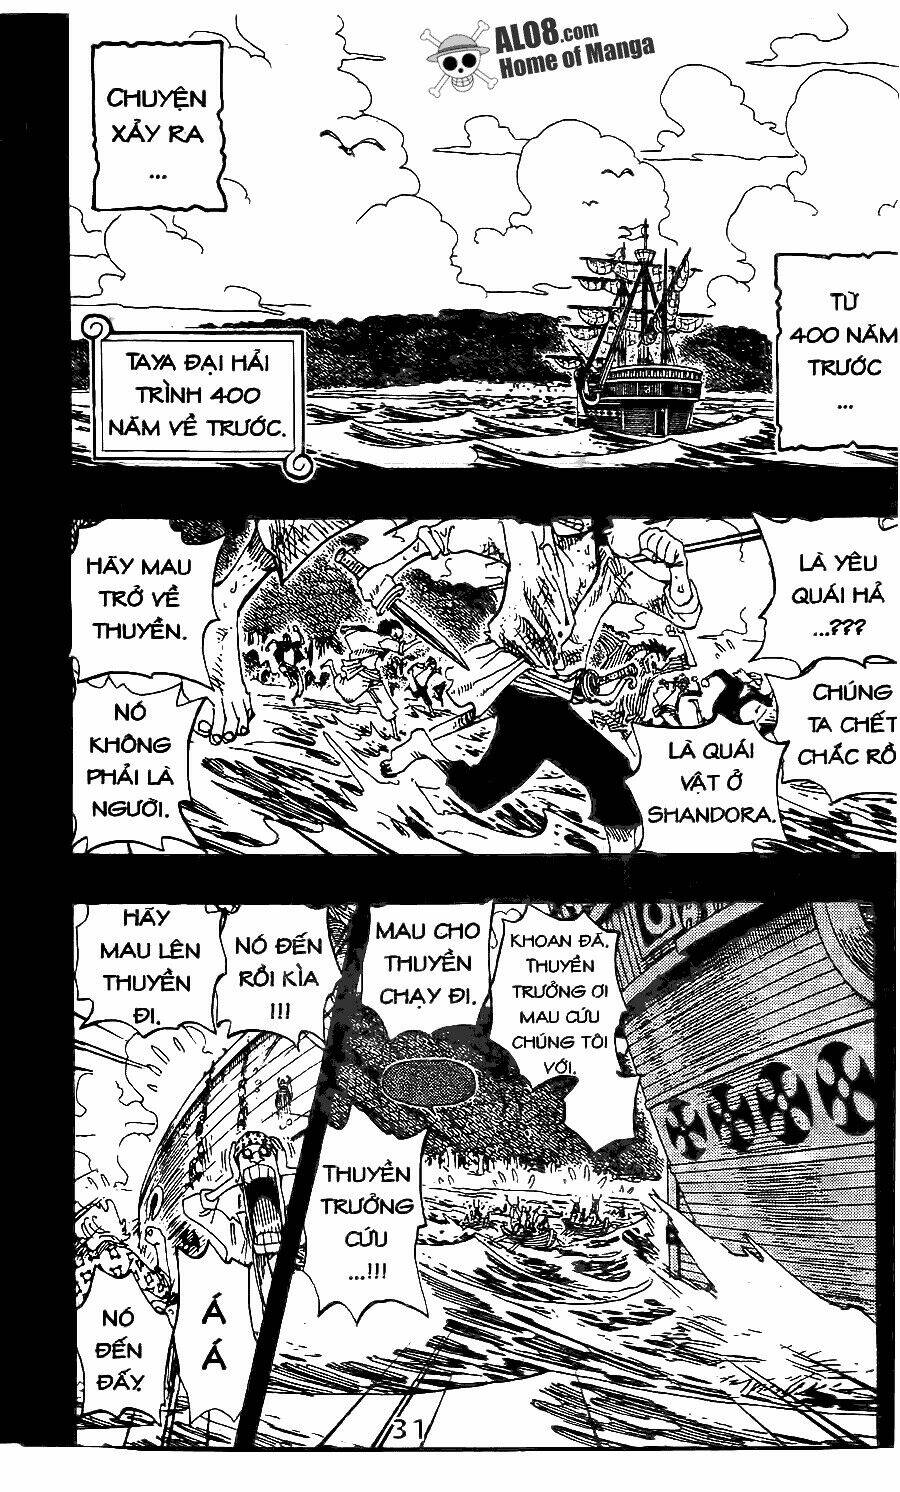 ALO8.com
Home of Manga
TỪ
400 NĂM
TRƯỚC
...
CHUYỆN
XẢY RA
...
TAYA ĐẠI HẢI
TRÌNH 400
NĂM VỀ TRƯỚC.
LÀ YÊU
QUÁI HẢ
...???
CHÚNG
TA CHẾT
CHẮC RỒ
LÀ QUÁI
VẬT Ở
SHANDORA.
HÃY MAU
TRỞ VỀ
THUYỀN.
NÓ
KHÔNG
PHẢI LÀ
NGƯỜI.
KHOAN ĐÃ.
THUYỀN
TRƯỞNG ƠI
MAU CỨU
CHÚNG TÔI
VỚI.
MAU CHO
THUYỀN
CHẠY ĐI.
THUYỀN
TRƯỞNG
CỨU
...!!!
NÓ ĐẾN
RỒI KÌA
!!!
HÃY
MAU LÊN
THUYỀN
ĐI.
Á
Á
NÓ
ĐẾN
ĐẤY.
31